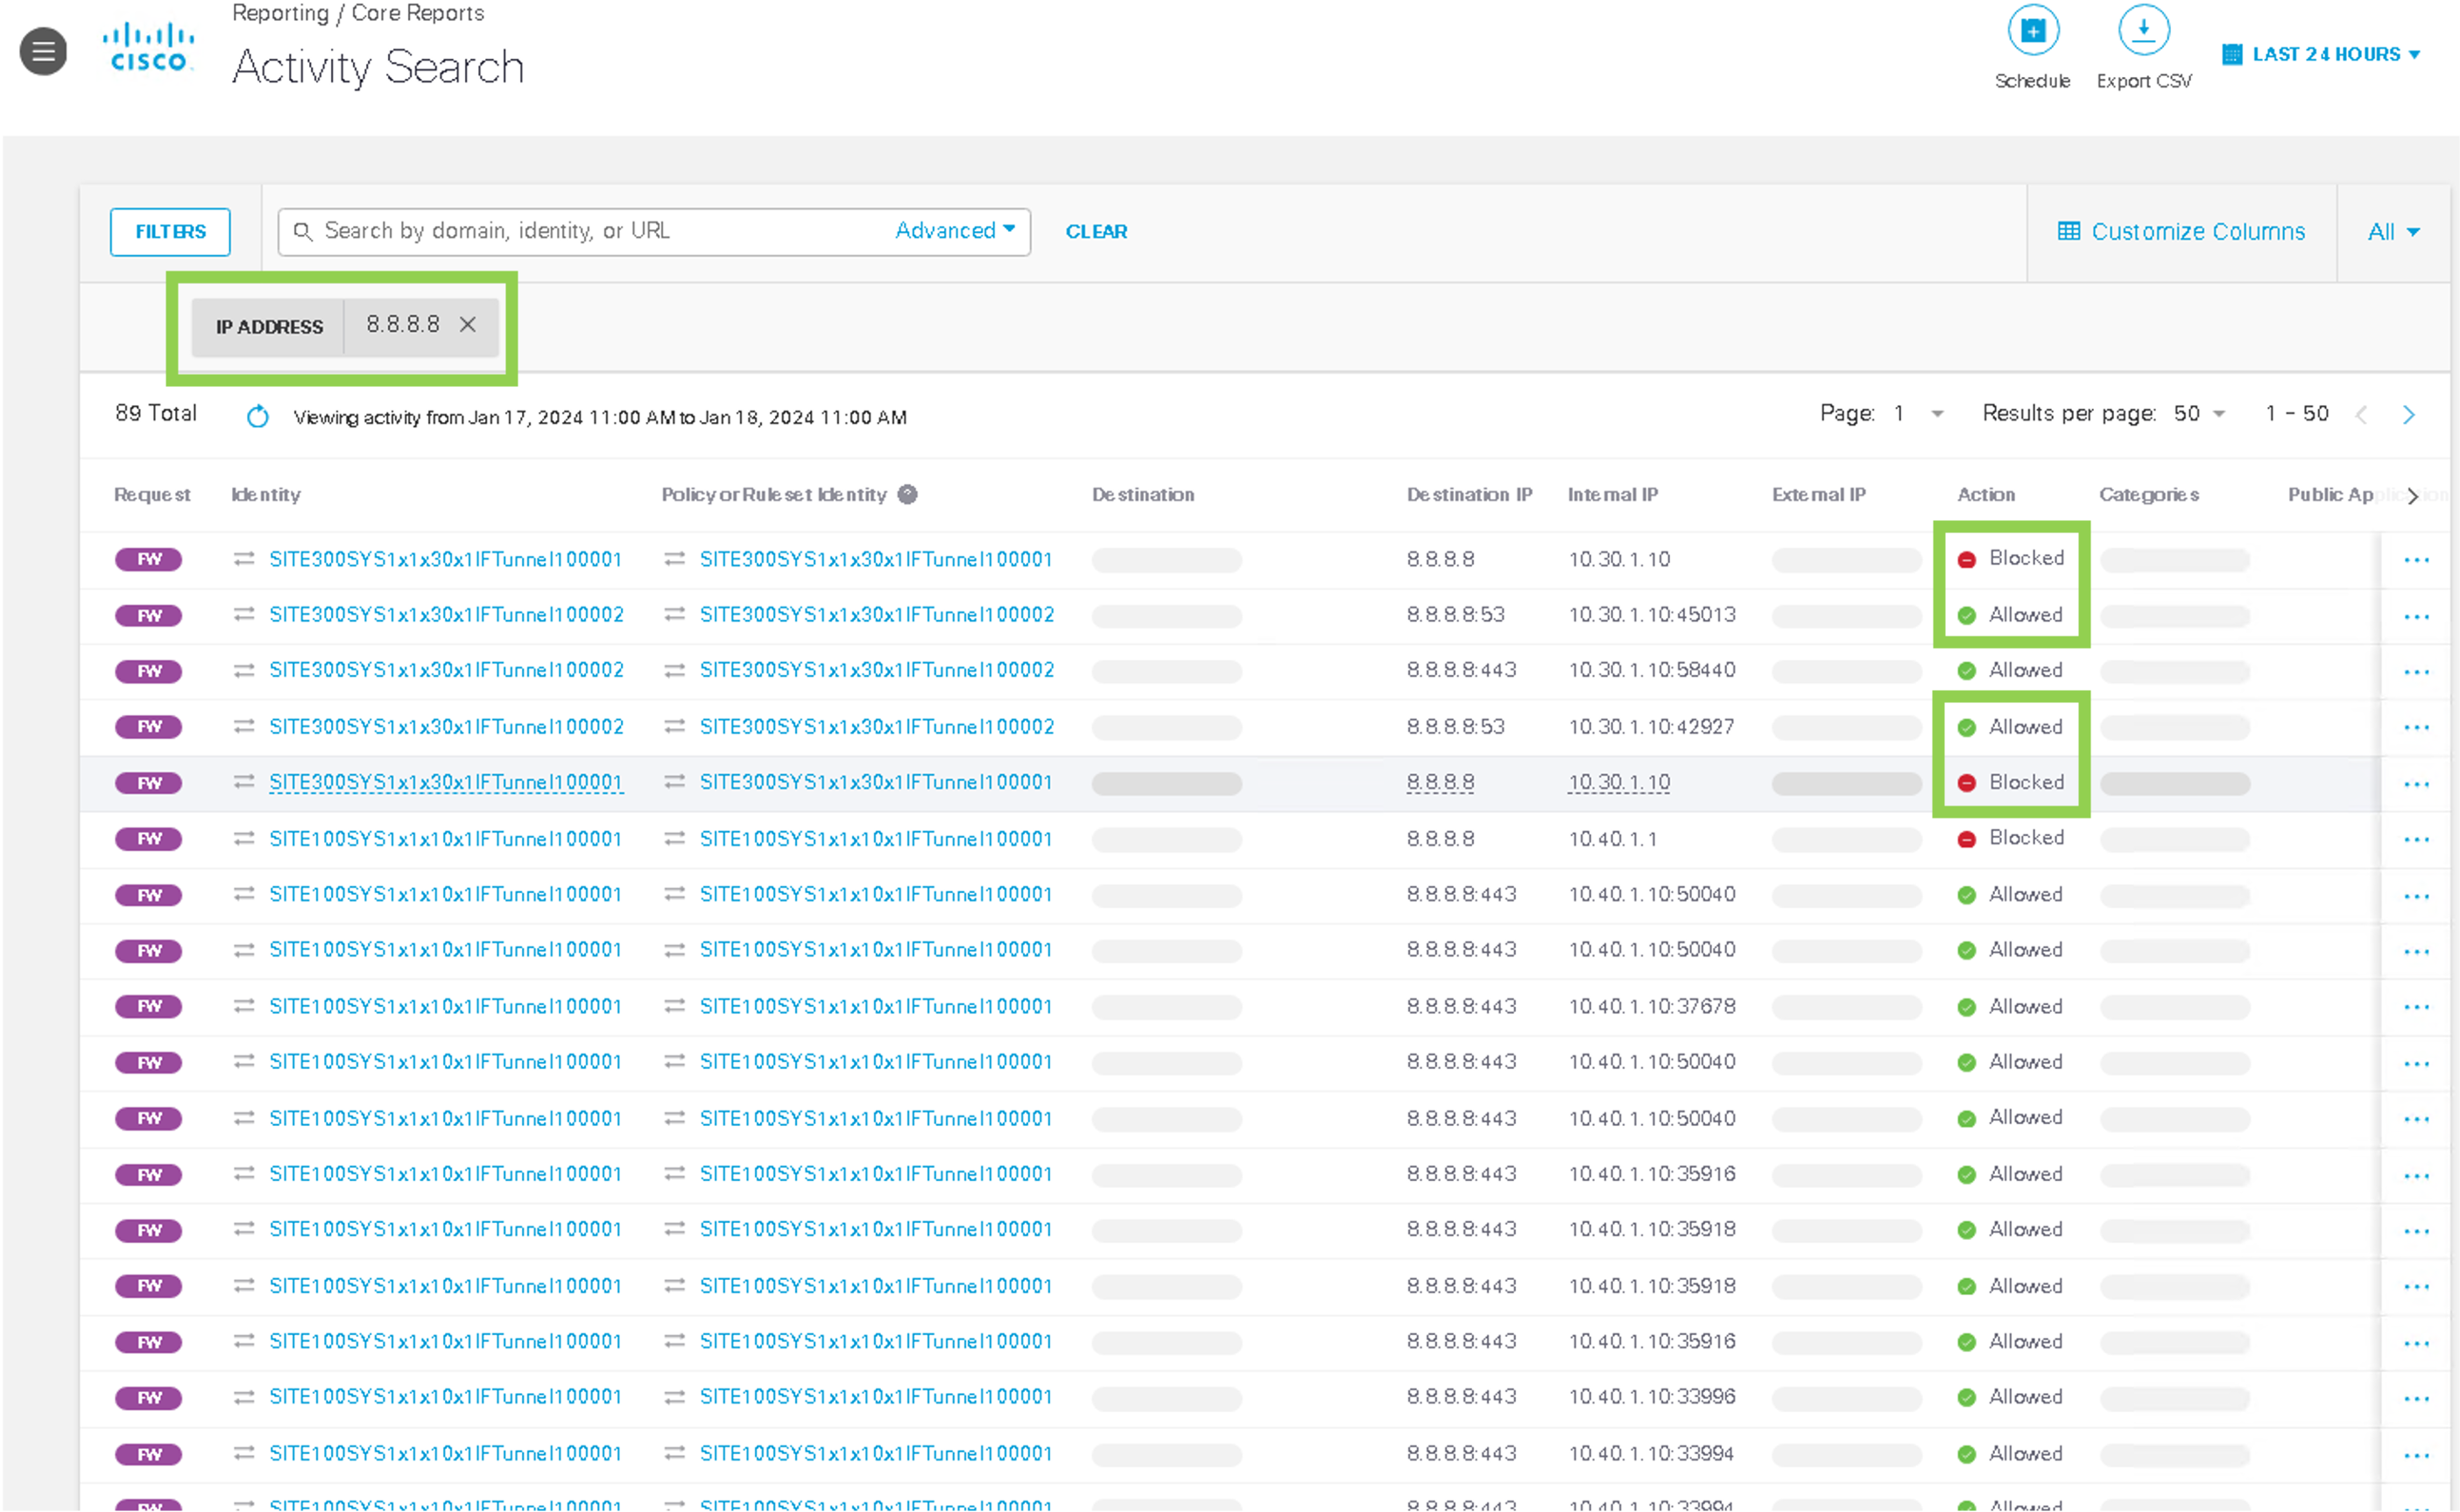 Reporting / Core Reports
CISCO
Activity Search
Schedule
Export CSV
LAST 24 HOURS
FILTERS
Search by domain, identity, or URL
Advanced
CLEAR
Customize Columns
All
IP ADDRESS 8.8.8.8
89 Total
Viewing activity from Jan 17, 2024 11:00 AM to Jan 18, 2024 11:00 AM
Page: 1
Results per page: 50
1 - 50
Request Identity Policy or Ruleset Identity ? Destination Destination IP Internal IP External IP Action Categories Public Application
FW SITE300SYS1x1x30x1IFTunnel100001 SITE300SYS1x1x30x1IFTunnel100001 8.8.8.8 10.30.1.10 Blocked
FW SITE300SYS1x1x30x1IFTunnel100002 SITE300SYS1x1x30x1IFTunnel100002 8.8.8.8:53 10.30.1.10:45013 Allowed
FW SITE300SYS1x1x30x1IFTunnel100002 SITE300SYS1x1x30x1IFTunnel100002 8.8.8.8:443 10.30.1.10:58440 Allowed
FW SITE300SYS1x1x30x1IFTunnel100002 SITE300SYS1x1x30x1IFTunnel100002 8.8.8.8:53 10.30.1.10:42927 Allowed
FW SITE300SYS1x1x30x1IFTunnel100001 SITE300SYS1x1x30x1IFTunnel100001 8.8.8.8 10.30.1.10 Blocked
FW SITE100SYS1x1x10x1IFTunnel100001 SITE100SYS1x1x10x1IFTunnel100001 8.8.8.8 10.40.1.1 Blocked
FW SITE100SYS1x1x10x1IFTunnel100001 SITE100SYS1x1x10x1IFTunnel100001 8.8.8.8:443 10.40.1.10:50040 Allowed
FW SITE100SYS1x1x10x1IFTunnel100001 SITE100SYS1x1x10x1IFTunnel100001 8.8.8.8:443 10.40.1.10:50040 Allowed
FW SITE100SYS1x1x10x1IFTunnel100001 SITE100SYS1x1x10x1IFTunnel100001 8.8.8.8:443 10.40.1.10:37678 Allowed
FW SITE100SYS1x1x10x1IFTunnel100001 SITE100SYS1x1x10x1IFTunnel100001 8.8.8.8:443 10.40.1.10:50040 Allowed
FW SITE100SYS1x1x10x1IFTunnel100001 SITE100SYS1x1x10x1IFTunnel100001 8.8.8.8:443 10.40.1.10:50040 Allowed
FW SITE100SYS1x1x10x1IFTunnel100001 SITE100SYS1x1x10x1IFTunnel100001 8.8.8.8:443 10.40.1.10:35916 Allowed
FW SITE100SYS1x1x10x1IFTunnel100001 SITE100SYS1x1x10x1IFTunnel100001 8.8.8.8:443 10.40.1.10:35918 Allowed
FW SITE100SYS1x1x10x1IFTunnel100001 SITE100SYS1x1x10x1IFTunnel100001 8.8.8.8:443 10.40.1.10:35918 Allowed
FW SITE100SYS1x1x10x1IFTunnel100001 SITE100SYS1x1x10x1IFTunnel100001 8.8.8.8:443 10.40.1.10:35916 Allowed
FW SITE100SYS1x1x10x1IFTunnel100001 SITE100SYS1x1x10x1IFTunnel100001 8.8.8.8:443 10.40.1.10:33996 Allowed
FW SITE100SYS1x1x10x1IFTunnel100001 SITE100SYS1x1x10x1IFTunnel100001 8.8.8.8:443 10.40.1.10:33994 Allowed
FW SITE100SYS1x1x10x1IFTunnel100001 SITE100SYS1x1x10x1IFTunnel100001 8.8.8.8:443 10.40.1.10:33994 Allowed